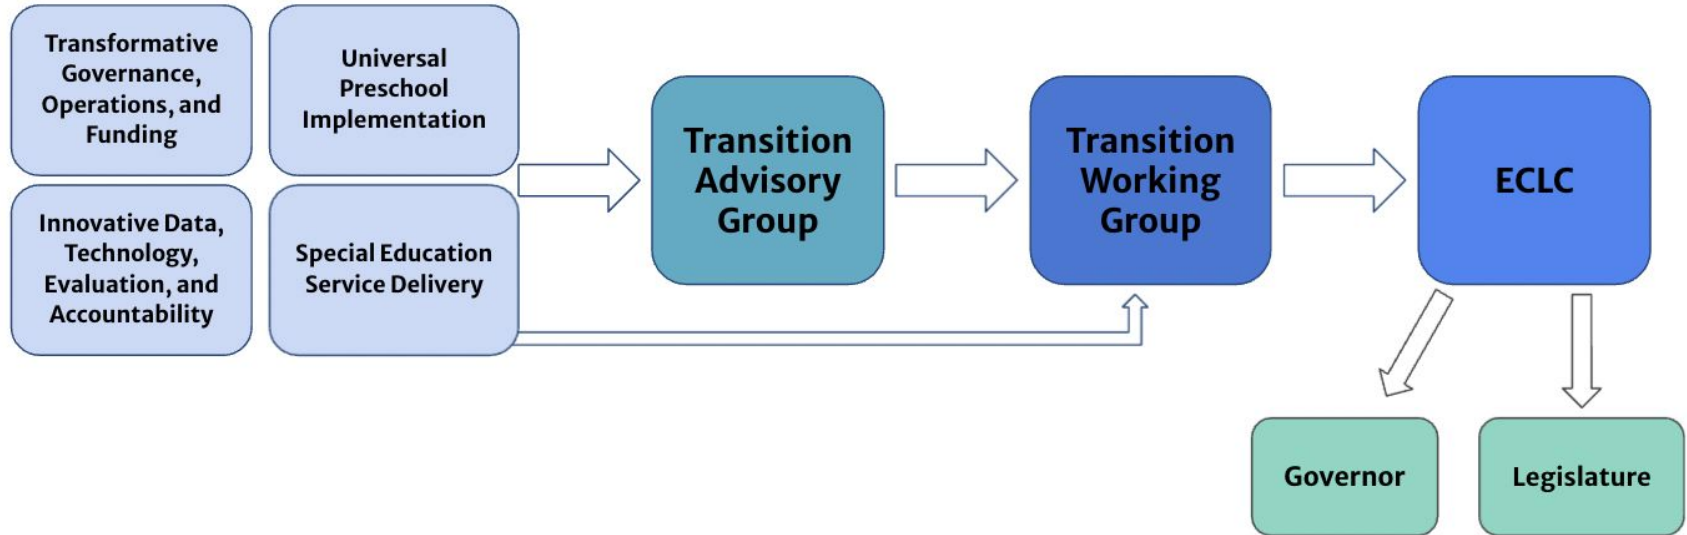 Transformative
Governance,
Operations, and
Funding
Universal
Preschool
Implementation
Innovative Data,
Technology,
Evaluation, and
Accountability
Special Education
Service Delivery
Transition
Advisory
Group
Transition
Working
Group
ECLC
Governor
Legislature